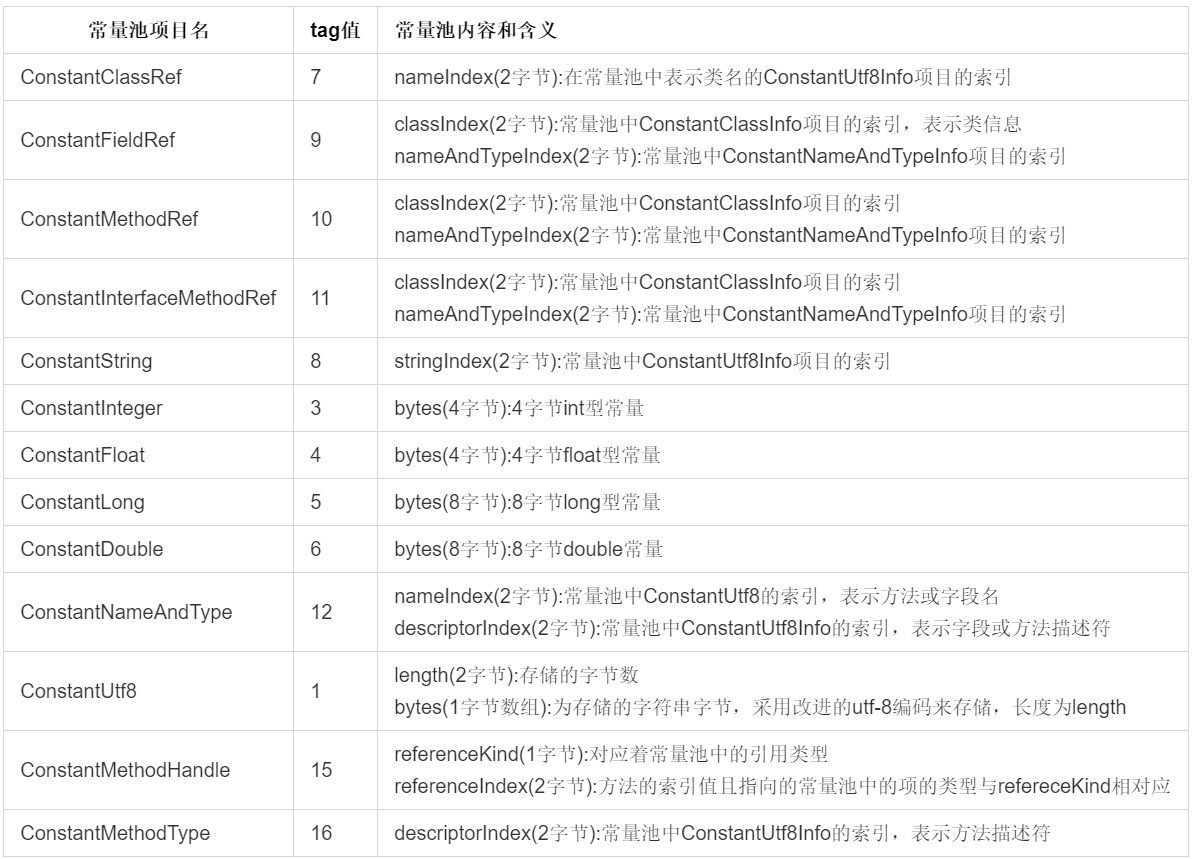 常量池项目名 tag值 常量池内容和含义
ConstantClassRef 7 nameIndex(2字节):在常量池中表示类名的ConstantUtf8Info项目的索引
ConstantFieldRef 9 classIndex(2字节):常量池中ConstantClassInfo项目的索引，表示类信息
nameAndTypeIndex(2字节):常量池中ConstantNameAndTypeInfo项目的索引
ConstantMethodRef 10 classIndex(2字节):常量池中ConstantClassInfo项目的索引
nameAndTypeIndex(2字节):常量池中ConstantNameAndTypeInfo项目的索引
ConstantInterfaceMethodRef 11 classIndex(2字节):常量池中ConstantClassInfo项目的索引
nameAndTypeIndex(2字节):常量池中ConstantNameAndTypeInfo项目的索引
ConstantString 8 stringIndex(2字节):常量池中ConstantUtf8Info项目的索引
ConstantInteger 3 bytes(4字节):4字节int型常量
ConstantFloat 4 bytes(4字节):4字节float型常量
ConstantLong 5 bytes(8字节):8字节long型常量
ConstantDouble 6 bytes(8字节):8字节double常量
ConstantNameAndType 12 nameIndex(2字节):常量池中ConstantUtf8的索引，表示方法或字段名
descriptorIndex(2字节):常量池中ConstantUtf8Info的索引，表示字段或方法描述符
ConstantUtf8 1 length(2字节):存储的字节数
bytes(1字节数组):为存储的字符串字节，采用改进的utf-8编码来存储，长度为length
ConstantMethodHandle 15 referenceKind(1字节):对应着常量池中的引用类型
referenceIndex(2字节):方法的索引值且指向的常量池中的项的类型与refereceKind相对应
ConstantMethodType 16 descriptorIndex(2字节):常量池中ConstantUtf8Info的索引，表示方法描述符